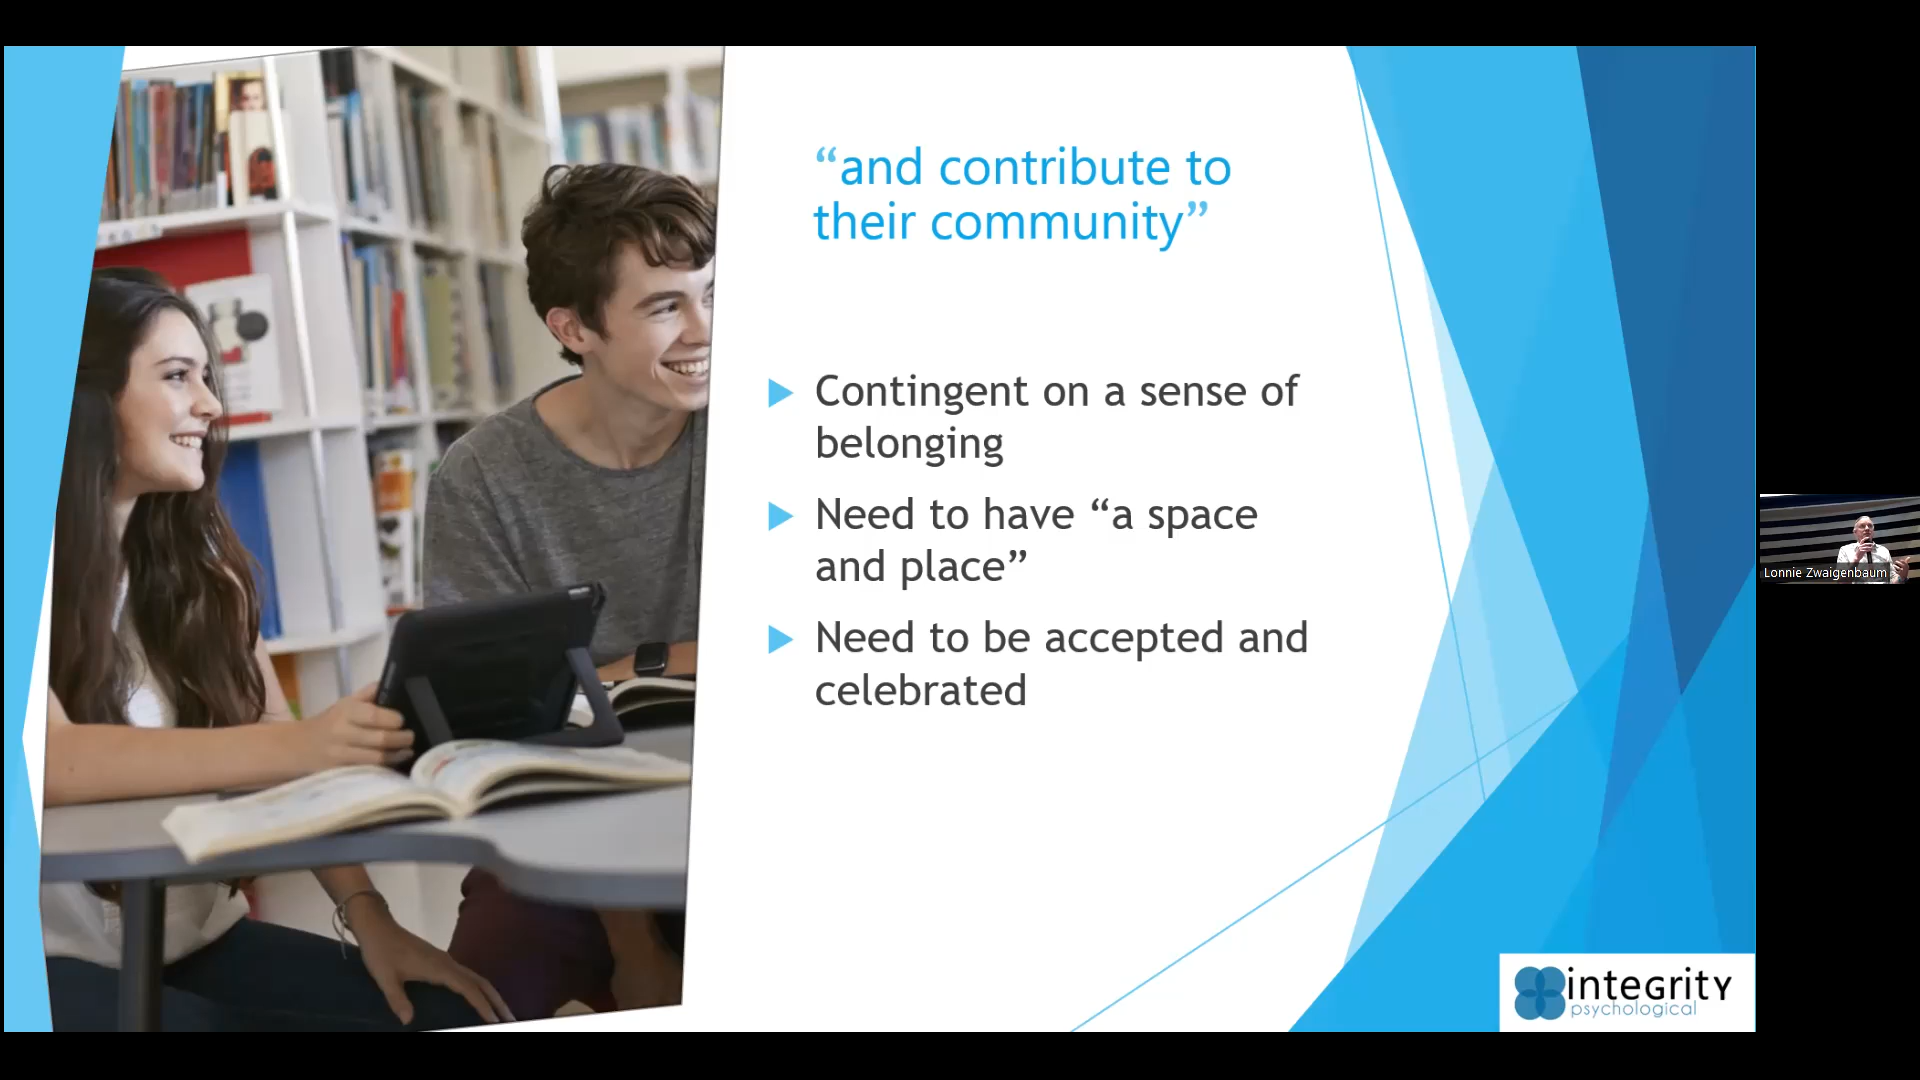 “and contribute to
their community”
Contingent on a sense of
belonging
Need to have “a space
and place”
Need to be accepted and
celebrated
Lonnie Zwaigenbaum
integrity
psychological